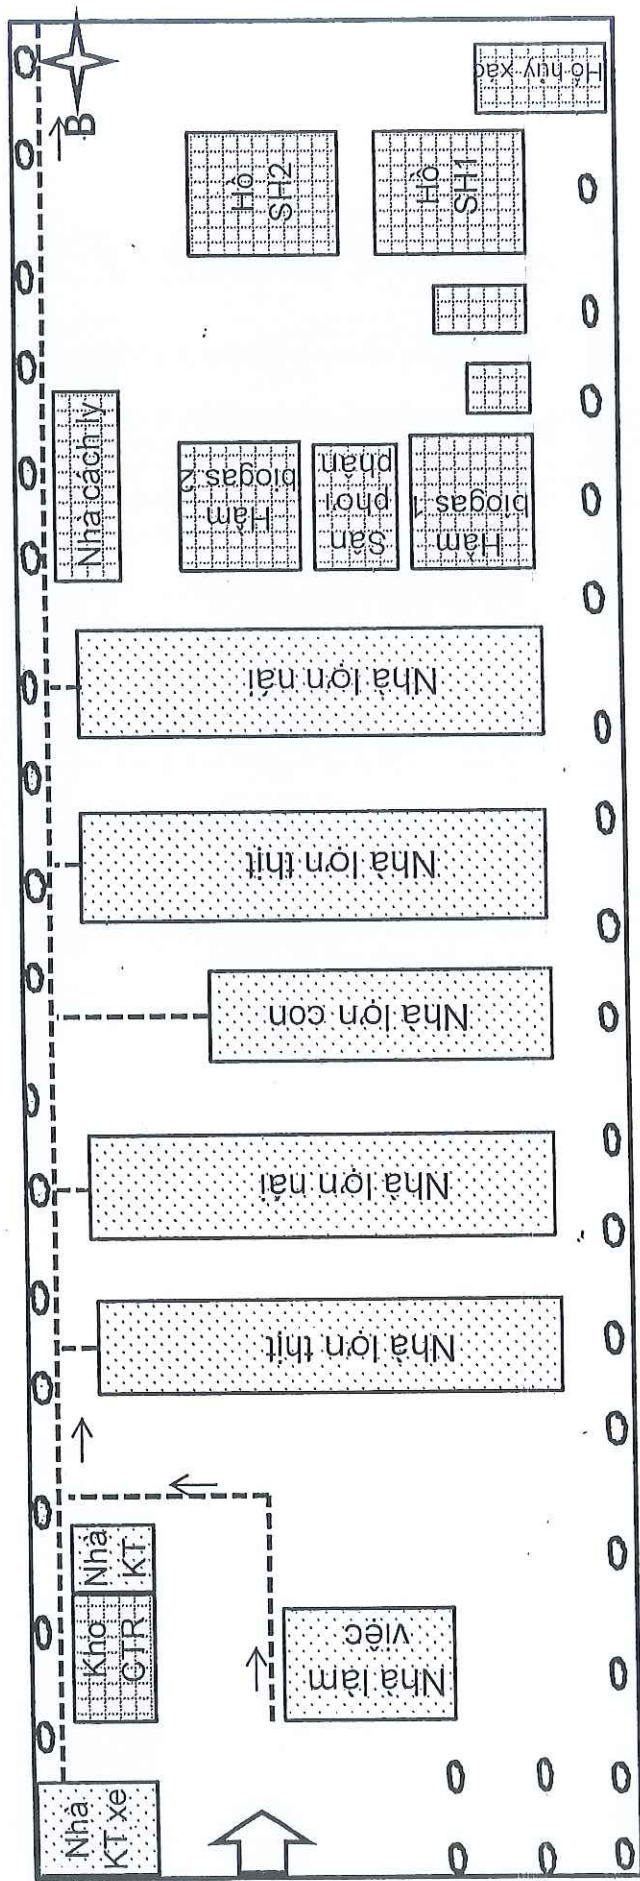 B
Hố hủy xác
Hồ
SH2
Hồ
SH1
Nhà cách ly
Hầm
biogas 2
Sân
phơi
phân
Hầm
biogas 1
Nhà lợn nái
Nhà lợn thịt
Nhà lợn con
Nhà lợn nái
Nhà lợn thịt
Nhà
KT
Kho
CTR
Nhà làm
việc
Nhà
KT xe